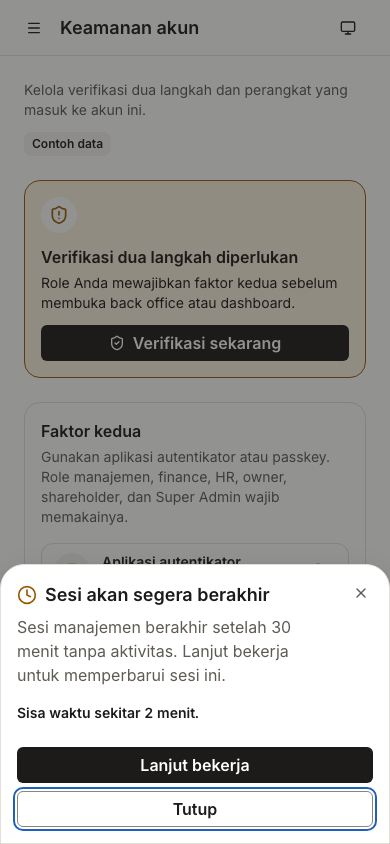 Keamanan akun
Kelola verifikasi dua langkah dan perangkat yang
masuk ke akun ini.
Contoh data
Verifikasi dua langkah diperlukan
Role Anda mewajibkan faktor kedua sebelum
membuka back office atau dashboard.
Verifikasi sekarang
Faktor kedua
Gunakan aplikasi autentikator atau passkey.
Role manajemen, finance, HR, owner,
shareholder, dan Super Admin wajib
memakainya.
Aplikasi autentikator
Sesi akan segera berakhir
Sesi manajemen berakhir setelah 30
menit tanpa aktivitas. Lanjut bekerja
untuk memperbarui sesi ini.
Sisa waktu sekitar 2 menit.
Lanjut bekerja
Tutup